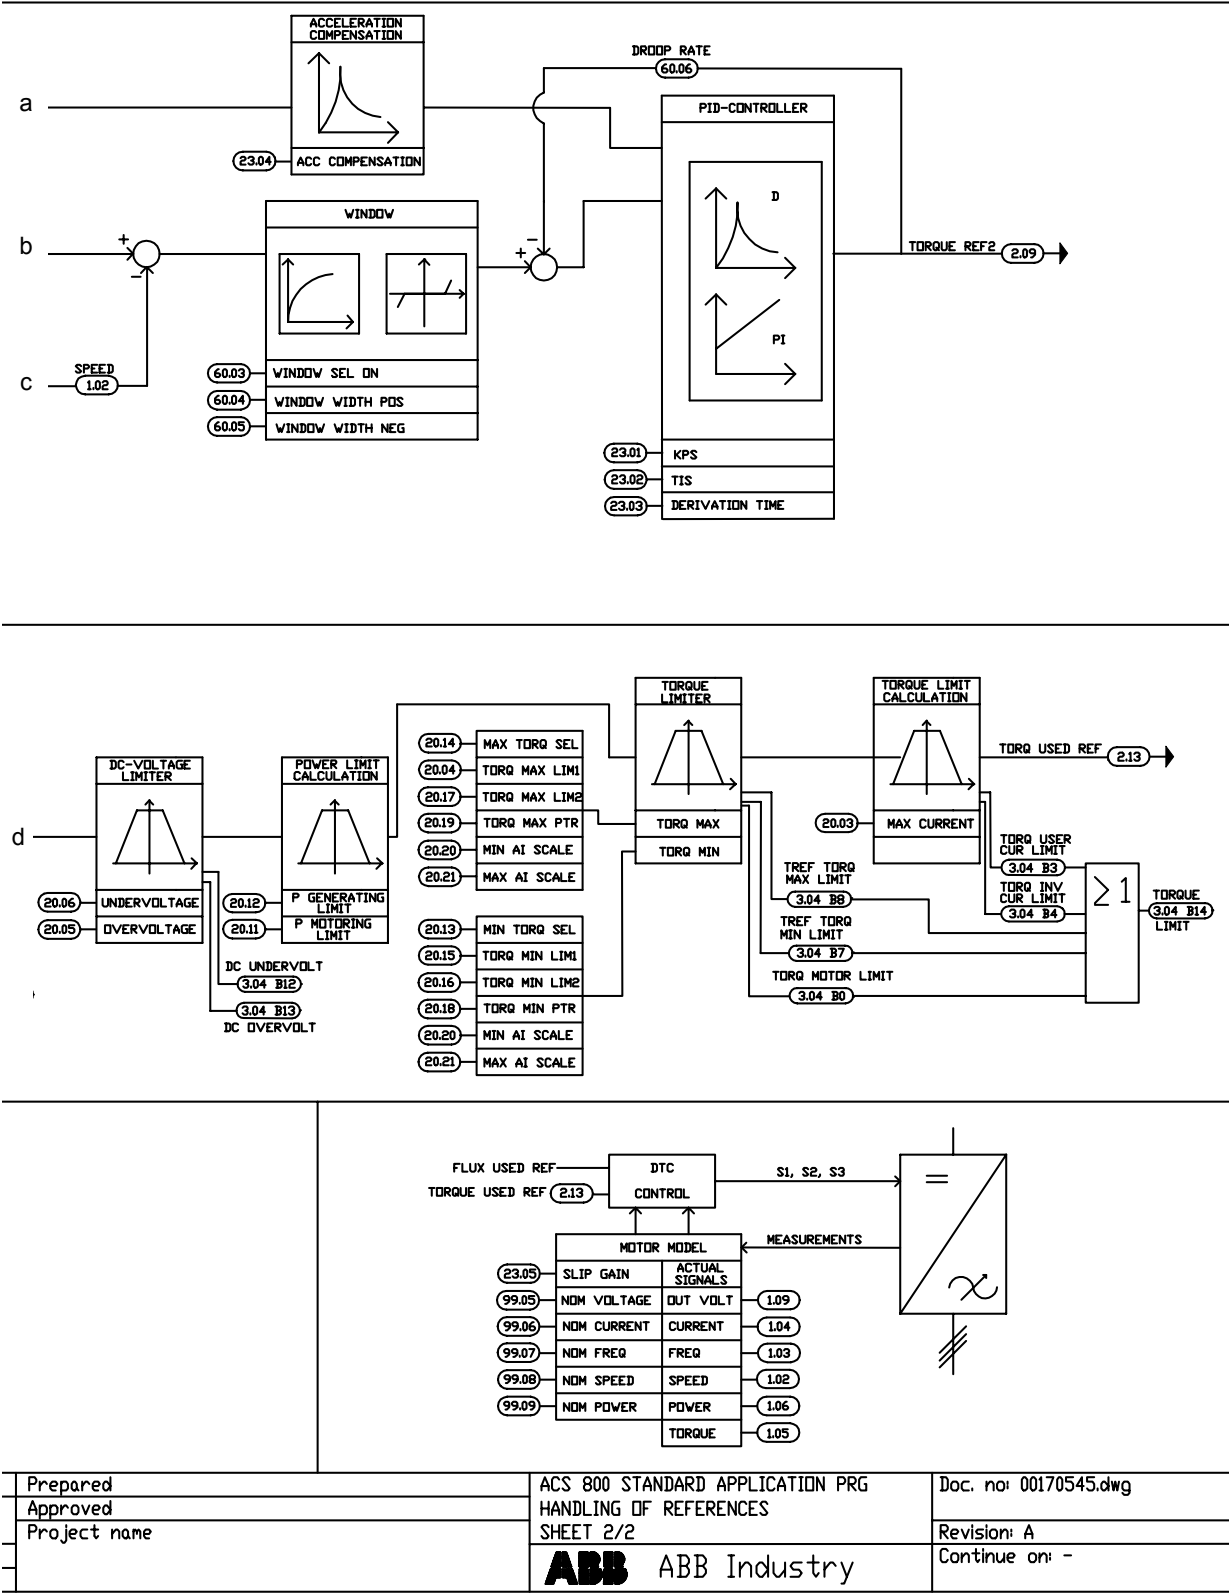 ACCELERATION
COMPENSATION
DROOP RATE
60.06
a
PID-CONTROLLER
23.04
ACC COMPENSATION
D
WINDOW
b
+
−
+
−
TORQUE REF2
2.09
PI
SPEED
c
1.02
60.03
WINDOW SEL ON
60.04
WINDOW WIDTH POS
60.05
WINDOW WIDTH NEG
23.01
KPS
23.02
TIS
23.03
DERIVATION TIME
TORQUE
LIMITER
TORQUE LIMIT
CALCULATION
DC-VOLTAGE
LIMITER
POWER LIMIT
CALCULATION
20.14
MAX TORQ SEL
20.04
TORQ MAX LIM1
20.17
TORQ MAX LIM2
20.19
TORQ MAX PTR
20.20
MIN AI SCALE
20.21
MAX AI SCALE
TORQ USED REF
2.13
d
TORQ MAX
TORQ MIN
20.03
MAX CURRENT
TORQ USER
CUR LIMIT
3.04 B3
TORQ INV
CUR LIMIT
3.04 B4
∑ 1
TORQUE
3.04 B14
LIMIT
TREF TORQ
MAX LIMIT
3.04 B8
TREF TORQ
MIN LIMIT
3.04 B7
TORQ MOTOR LIMIT
3.04 B0
20.06
UNDERVOLTAGE
20.05
OVERVOLTAGE
20.12
P GENERATING
LIMIT
20.11
P MOTORING
LIMIT
DC UNDERVOLT
3.04 B12
3.04 B13
DC OVERVOLT
20.13
MIN TORQ SEL
20.15
TORQ MIN LIM1
20.16
TORQ MIN LIM2
20.18
TORQ MIN PTR
20.20
MIN AI SCALE
20.21
MAX AI SCALE
FLUX USED REF
TORQUE USED REF
2.13
DTC
CONTROL
S1, S2, S3
MEASUREMENTS
MOTOR MODEL
23.05
SLIP GAIN
ACTUAL
SIGNALS
99.05
NOM VOLTAGE
OUT VOLT
1.09
99.06
NOM CURRENT
CURRENT
1.04
99.07
NOM FREQ
FREQ
1.03
99.08
NOM SPEED
SPEED
1.02
99.09
NOM POWER
POWER
1.06
TORQUE
1.05
Prepared
Approved
Project name
ACS 800 STANDARD APPLICATION PRG
HANDLING OF REFERENCES
SHEET 2/2
ABB ABB Industry
Doc. no: 00170545.dwg
Revision: A
Continue on: -